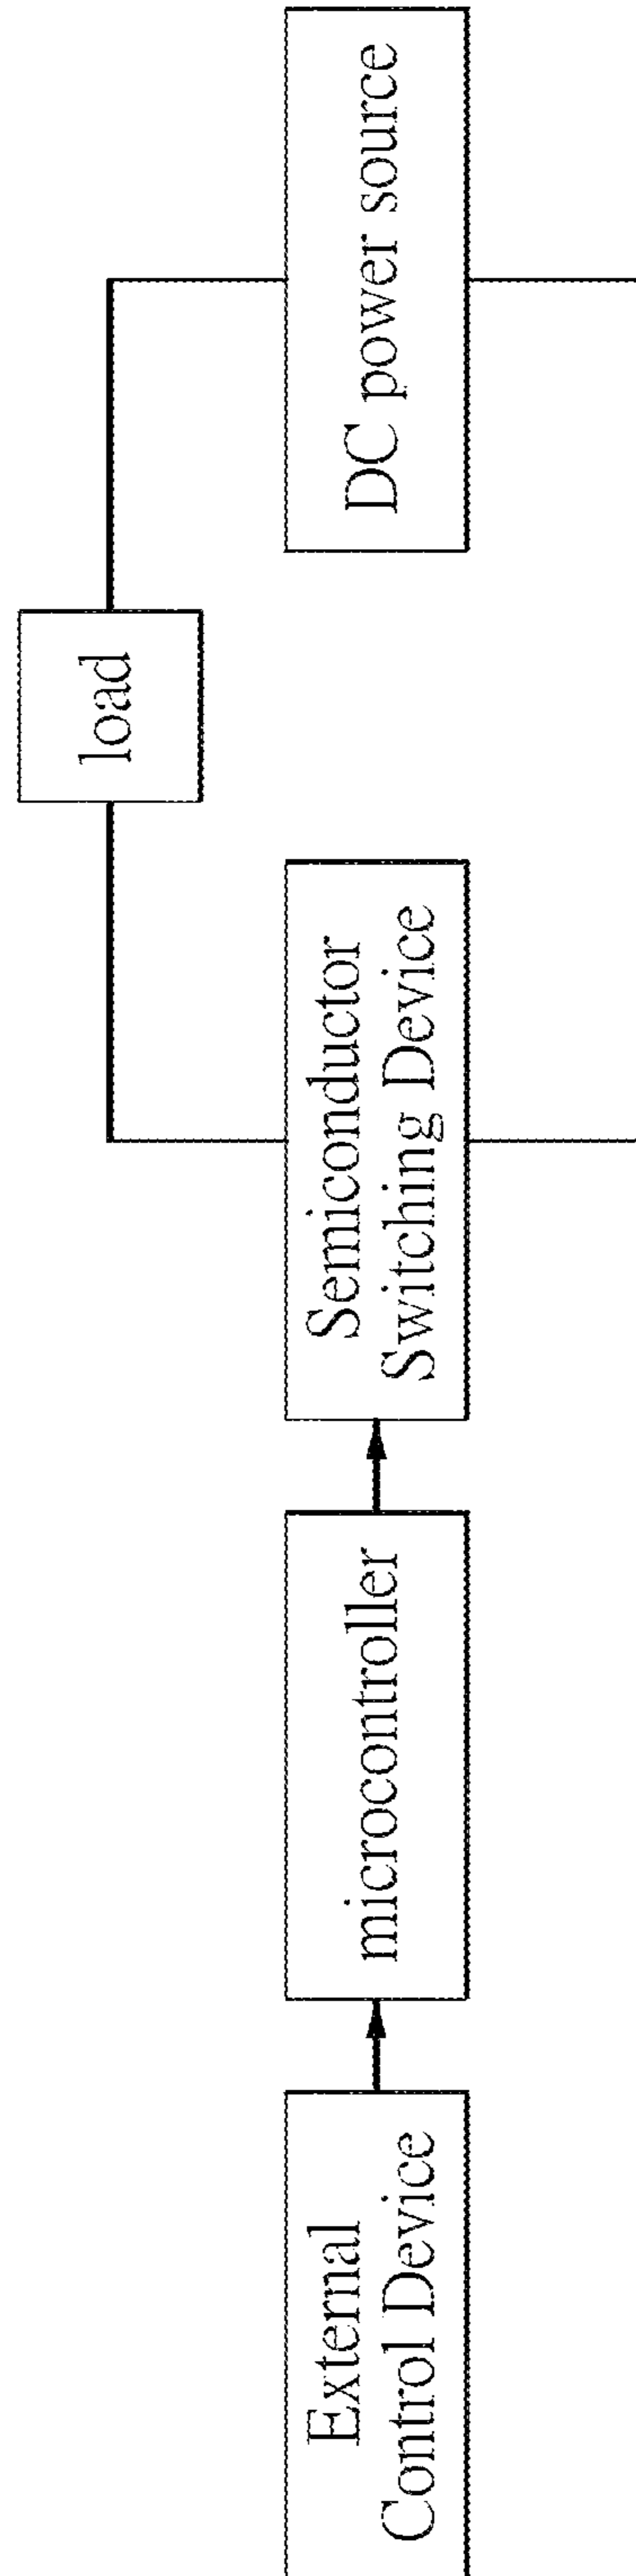 External
Control Device
microcontroller
Semiconductor
Switching Device
load
DC power source